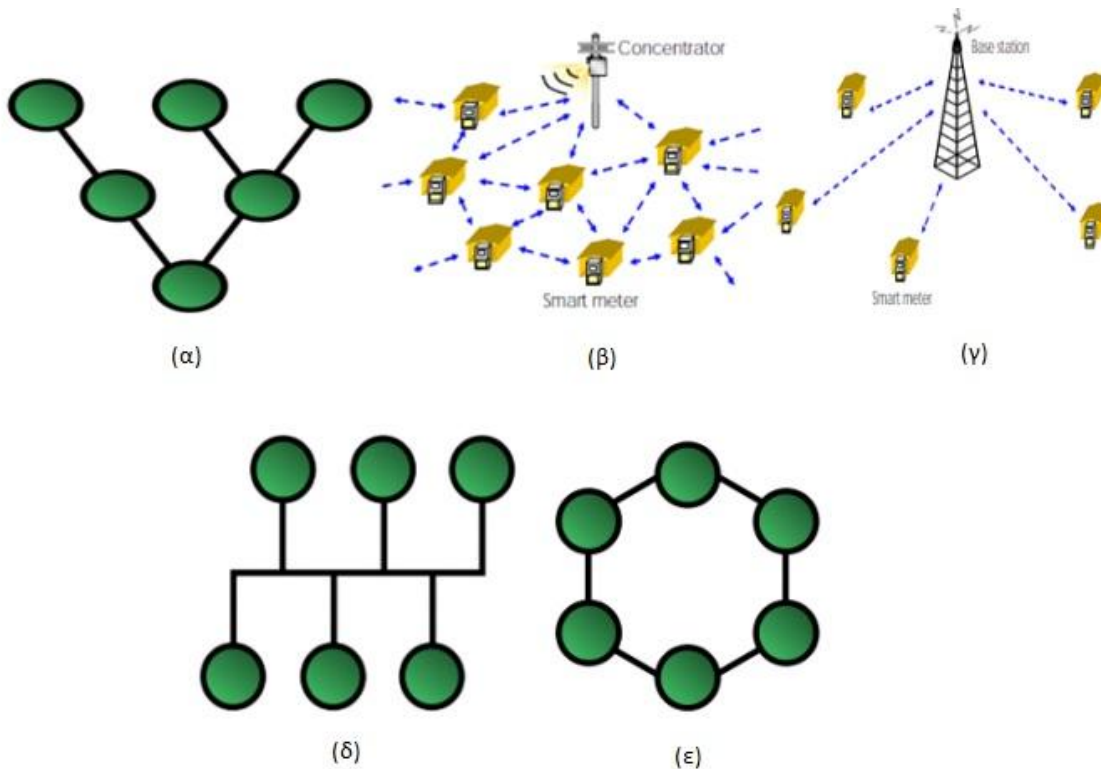 Concentrator
Base station
Smart meter
Smart meter
(α)
(β)
(γ)
(δ)
(ε)